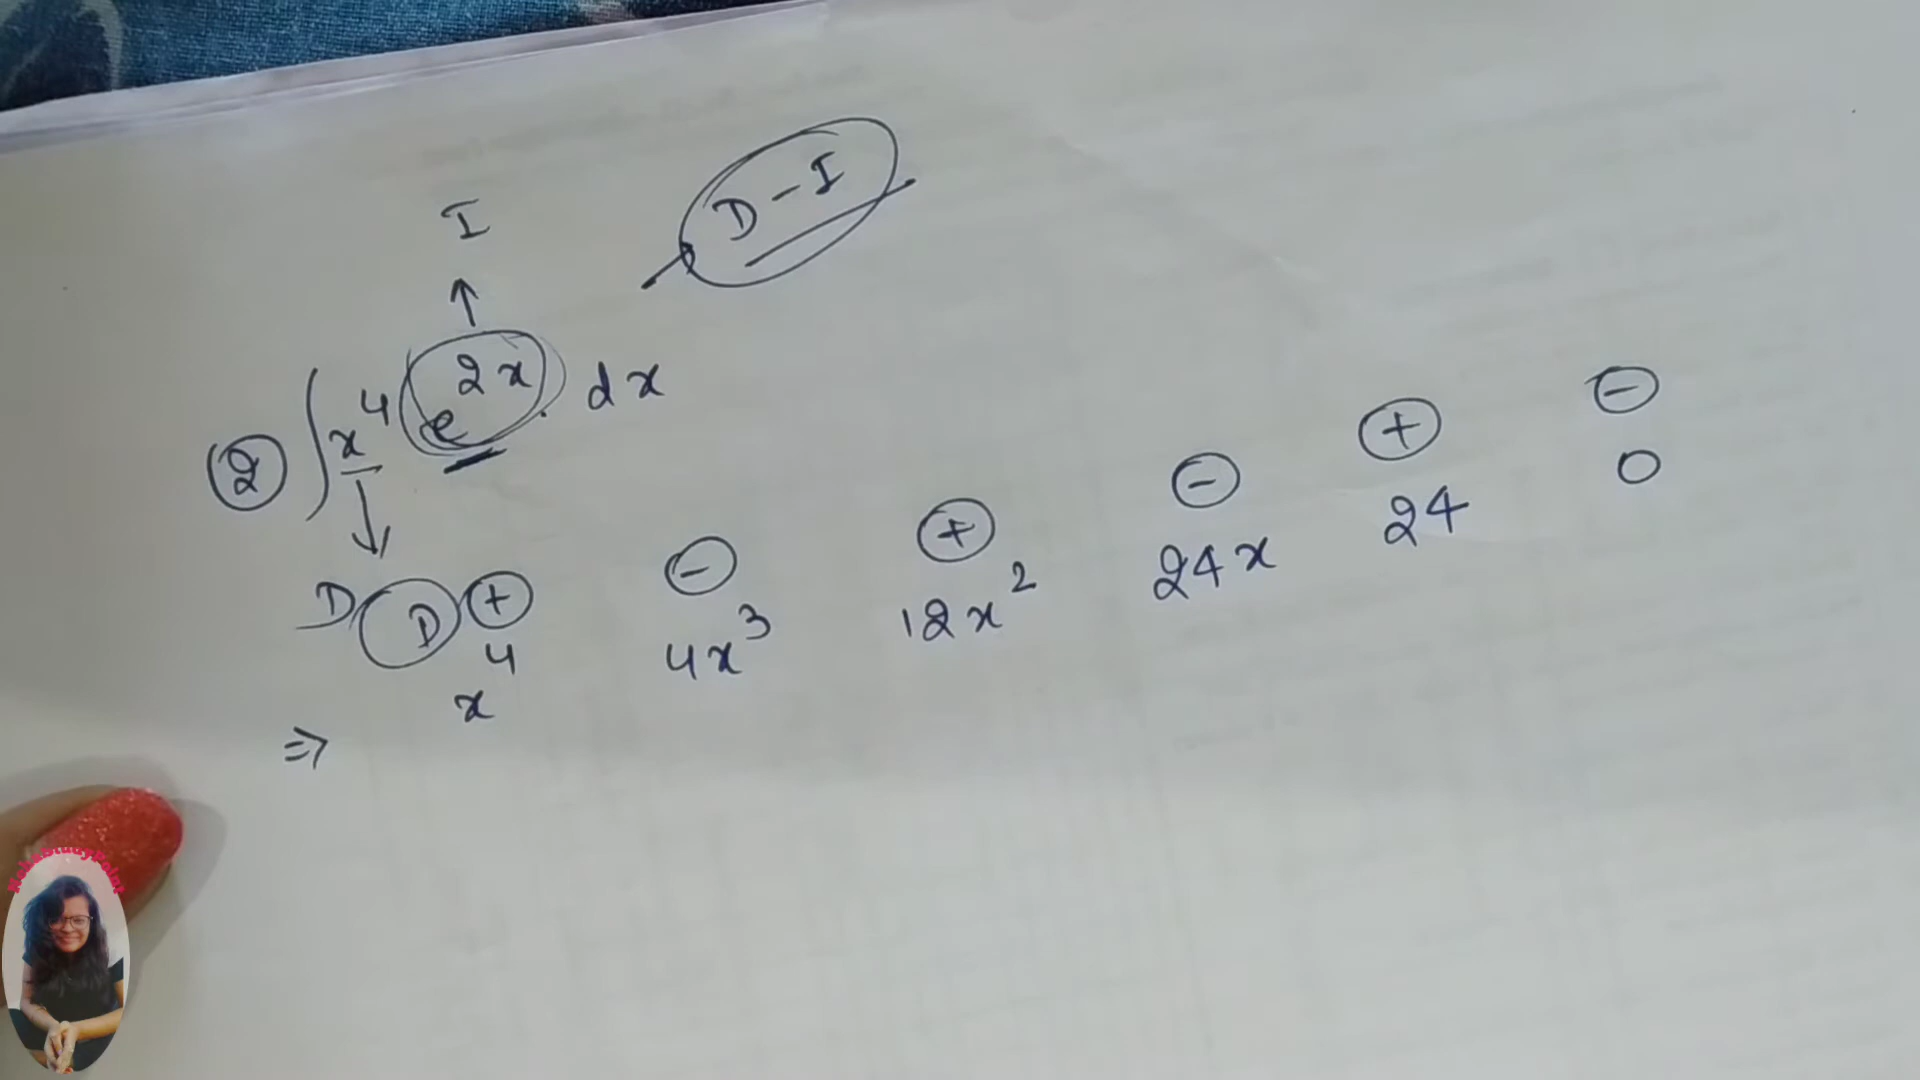 D - I
I
↑
② ∫ x⁴ e²ˣ . dx
↓
⊕ ⊖ ⊕ ⊖ ⊕ ⊖
D D x⁴ 4x³ 12x² 24x 24 0
⇒